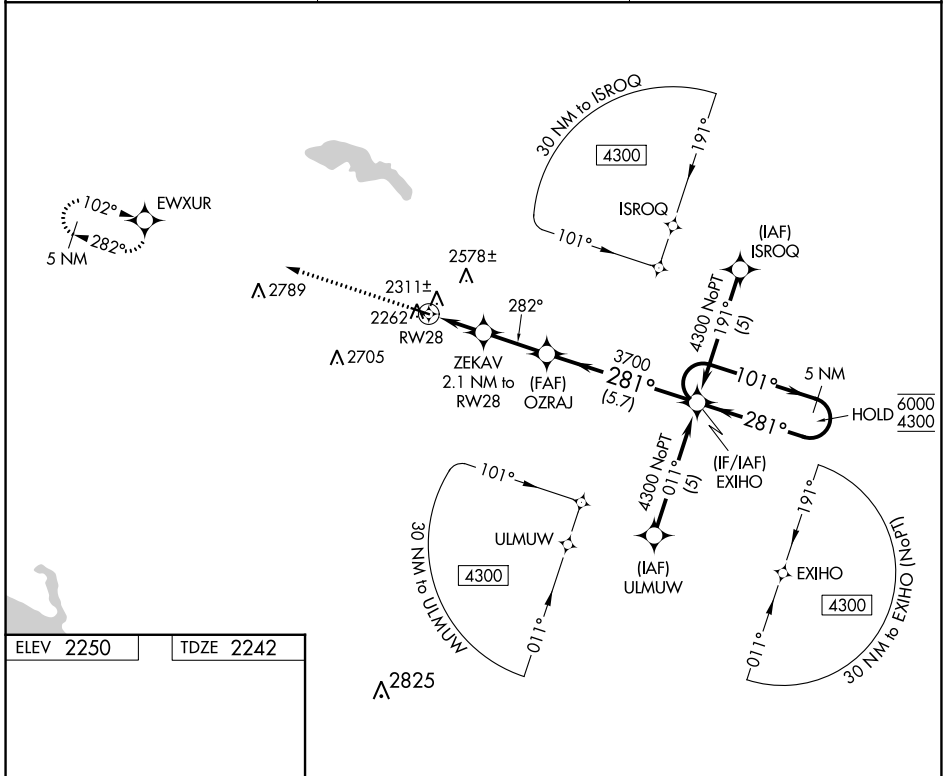 30 NM to ISROQ
4300
191°
ISROQ
101°
(IAF)
ISROQ
4300 NoPT
191°
(5)
102°
EWXUR
282°
5 NM
2578±
2789
2311±
2262
RW28
282°
2705
ZEKAV
2.1 NM to
RW28
(FAF)
OZRAJ
3700
281°
(5.7)
101°
5 NM
281°
HOLD
6000
4300
(IF/IAF)
EXIHO
4300 NoPT
011°
(5)
(IAF)
ULMUW
101°
ULMUW
4300
30 NM to ULMUW
011°
191°
EXIHO
4300
011°
30 NM to EXIHO (NoPT)
ELEV 2250
TDZE 2242
2825